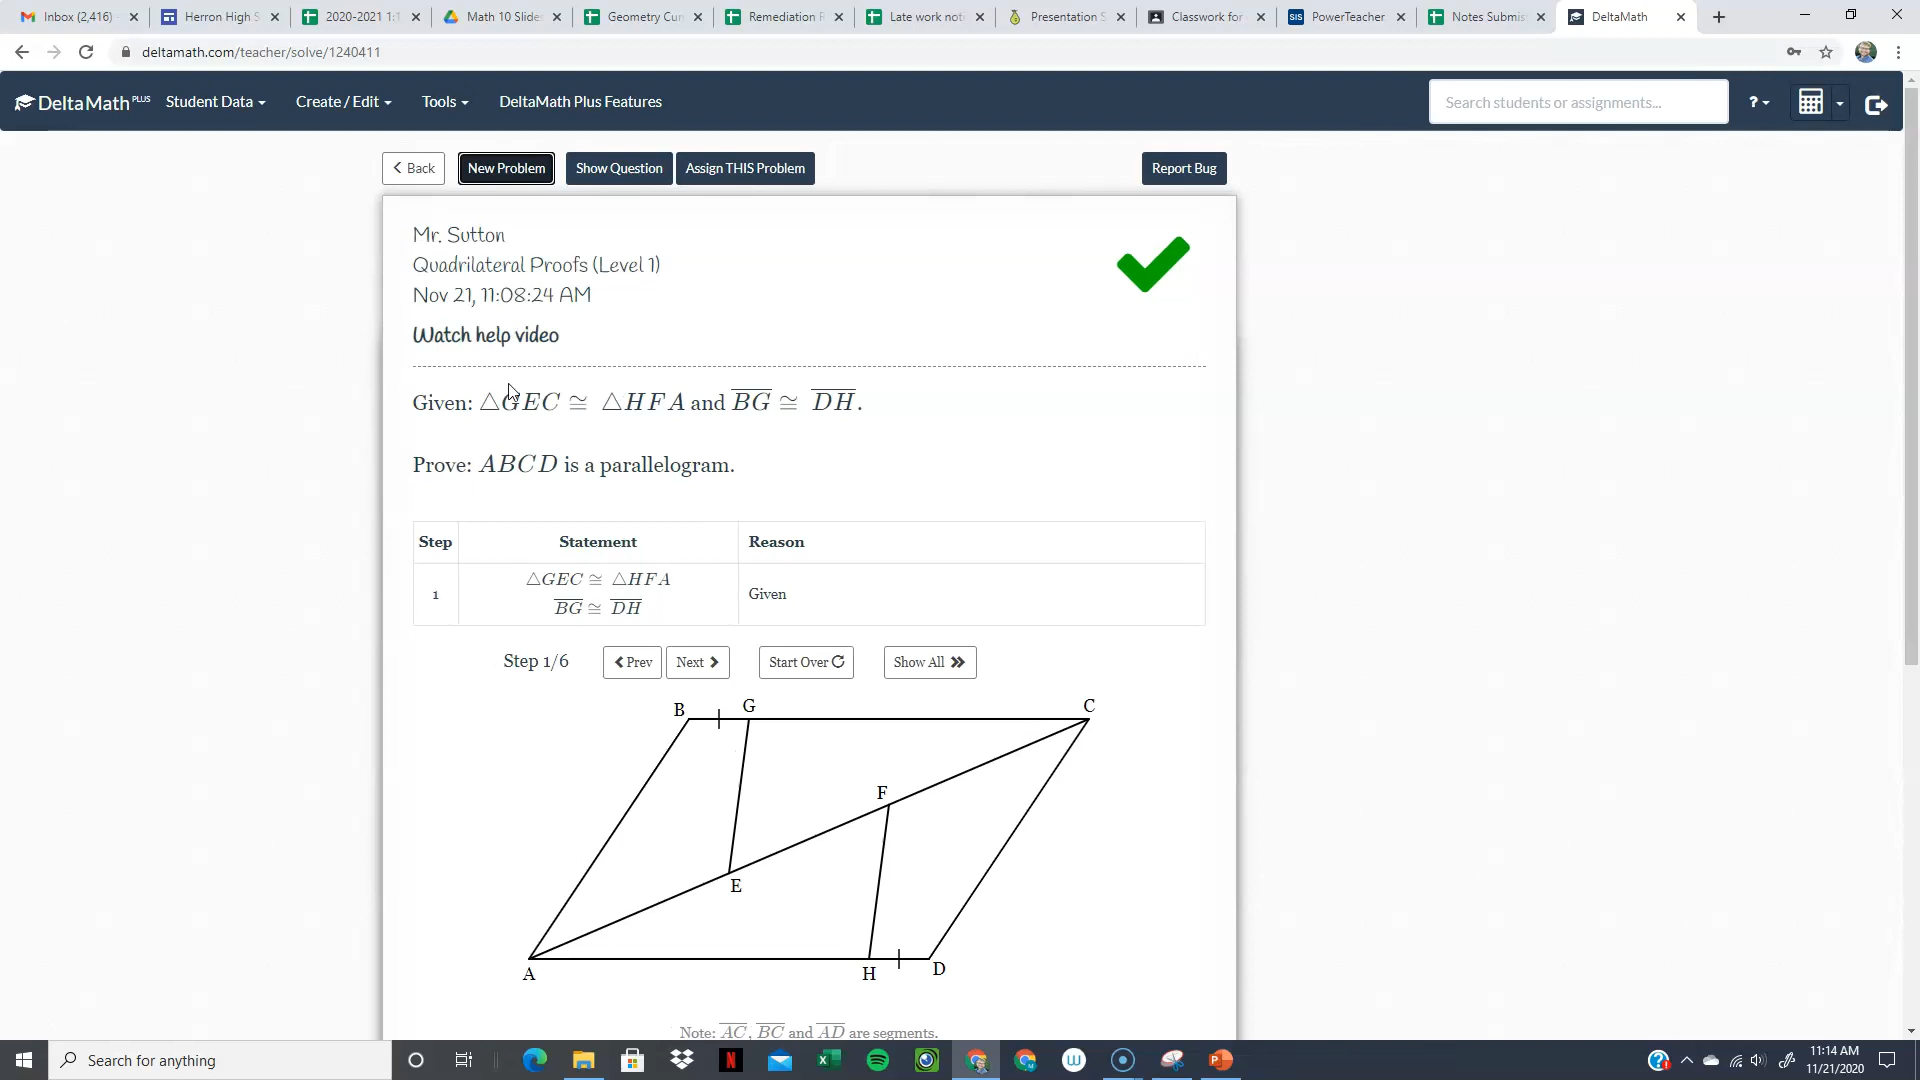 Inbox (2,416)
Herron High S
2020-2021 1:1
Math 10 Slide
Geometry Cur
Remediation F
Late work not
Presentation S
Classwork for
SIS
PowerTeacher
Notes Submis
DeltaMath
deltamath.com/teacher/solve/1240411
DeltaMath PLUS
Student Data
Create / Edit
Tools
DeltaMath Plus Features
Search students or assignments...
?
Back
New Problem
Show Question
Assign THIS Problem
Report Bug
Mr. Sutton
Quadrilateral Proofs (Level 1)
Nov 21, 11:08:24 AM
Watch help video
Given: △GEC ≅ △HFA and BG ≅ DH.
Prove: ABCD is a parallelogram.
Step Statement Reason
△GEC ≅ △HFA
1 BG ≅ DH Given
Step 1/6
Prev
Next
Start Over
Show All
B
G
C
F
E
A
H
D
Note: AC, BC and AD are segments.
Search for anything
11:14 AM
11/21/2020